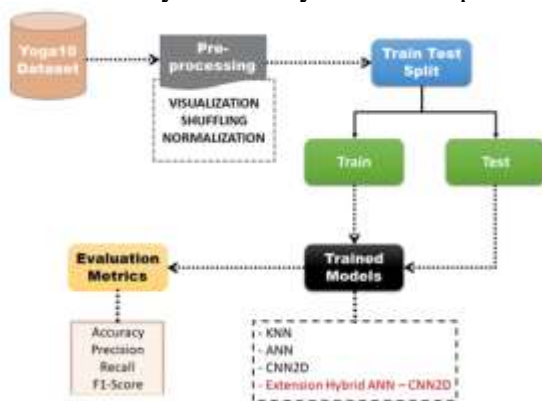 Yoga10
Dataset
Pre-
processing
VISUALIZATION
SHUFFLING
NORMALIZATION
Train Test
Split
Train
Test
Evaluation
Metrics
Trained
Models
Accuracy
Precision
Recall
F1-Score
- KNN
- ANN
- CNN2D
- Extension Hybrid ANN – CNN2D